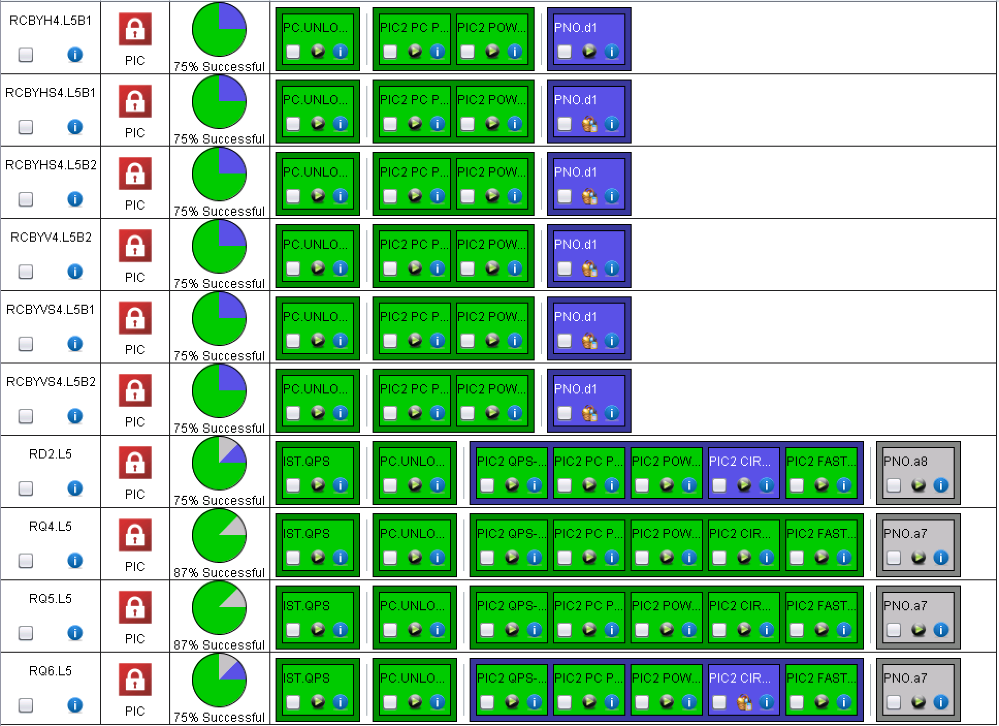 RCBYH4.L5B1 PIC 75% Successful PC.UNLO... PIC2 PC P... PIC2 POW... PNO.d1
RCBYHS4.L5B1 PIC 75% Successful PC.UNLO... PIC2 PC P... PIC2 POW... PNO.d1
RCBYHS4.L5B2 PIC 75% Successful PC.UNLO... PIC2 PC P... PIC2 POW... PNO.d1
RCBYV4.L5B2 PIC 75% Successful PC.UNLO... PIC2 PC P... PIC2 POW... PNO.d1
RCBYVS4.L5B1 PIC 75% Successful PC.UNLO... PIC2 PC P... PIC2 POW... PNO.d1
RCBYVS4.L5B2 PIC 75% Successful PC.UNLO... PIC2 PC P... PIC2 POW... PNO.d1
RD2.L5 PIC 75% Successful IST.QPS PC.UNLO... PIC2 QPS-... PIC2 PC P... PIC2 POW... PIC2 CIR... PIC2 FAST... PNO.a8
RQ4.L5 PIC 87% Successful IST.QPS PC.UNLO... PIC2 QPS-... PIC2 PC P... PIC2 POW... PIC2 CIR... PIC2 FAST... PNO.a7
RQ5.L5 PIC 87% Successful IST.QPS PC.UNLO... PIC2 QPS-... PIC2 PC P... PIC2 POW... PIC2 CIR... PIC2 FAST... PNO.a7
RQ6.L5 PIC 75% Successful IST.QPS PC.UNLO... PIC2 QPS-... PIC2 PC P... PIC2 POW... PIC2 CIR... PIC2 FAST... PNO.a7